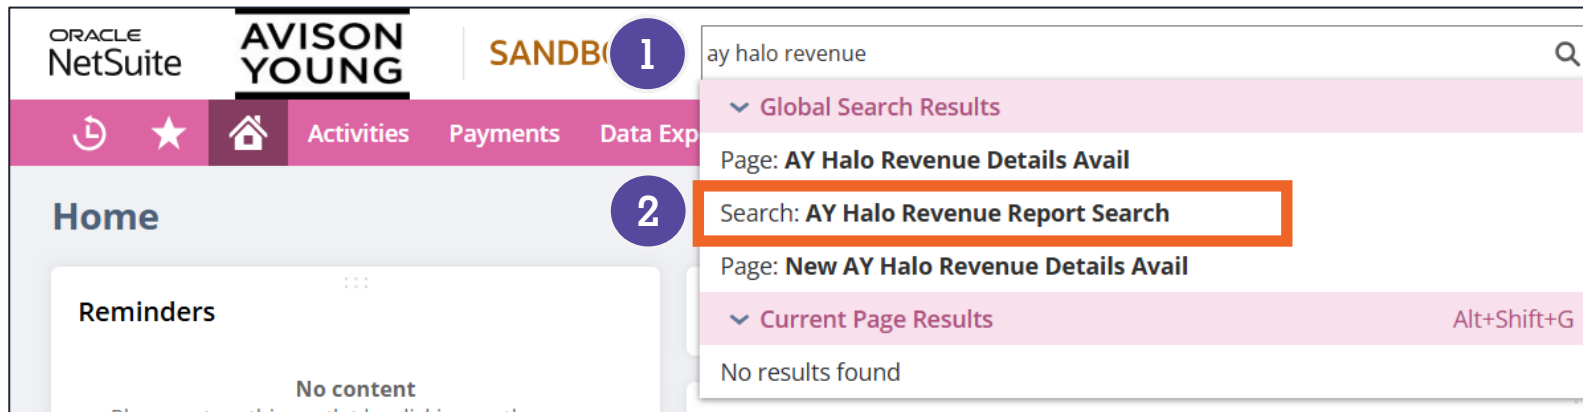 ORACLE
NetSuite
AVISON
YOUNG
SANDB
1
ay halo revenue
Global Search Results
Activities
Payments
Data Exp
Page: AY Halo Revenue Details Avail
Home
2
Search: AY Halo Revenue Report Search
Page: New AY Halo Revenue Details Avail
Reminders
Current Page Results
Alt+Shift+G
No results found
No content